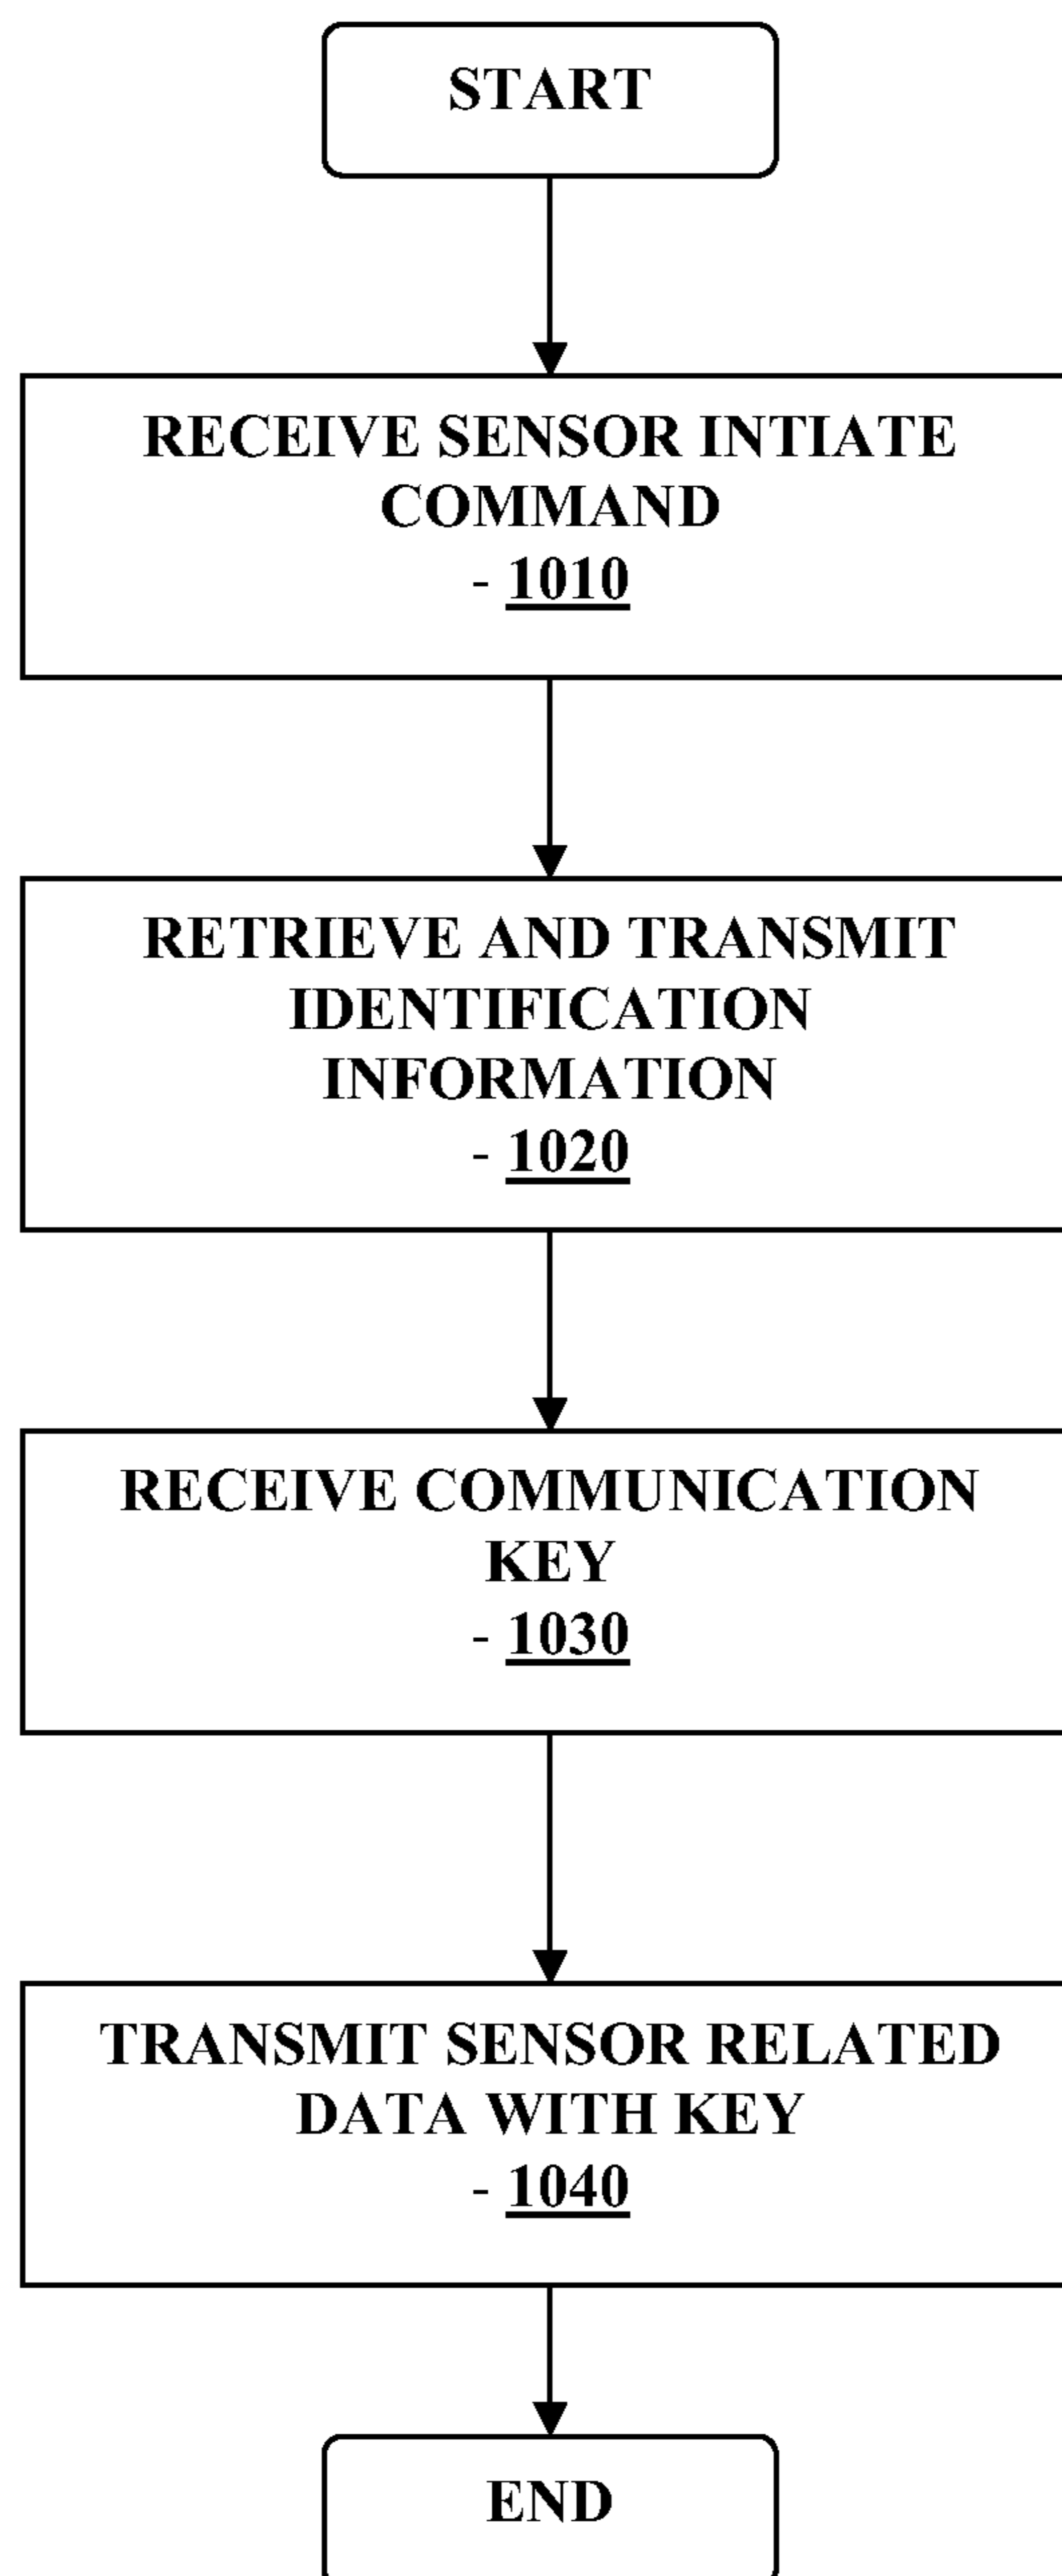 START
RECEIVE SENSOR INTIATE
COMMAND
- 1010
RETRIEVE AND TRANSMIT
IDENTIFICATION
INFORMATION
- 1020
RECEIVE COMMUNICATION
KEY
- 1030
TRANSMIT SENSOR RELATED
DATA WITH KEY
- 1040
END